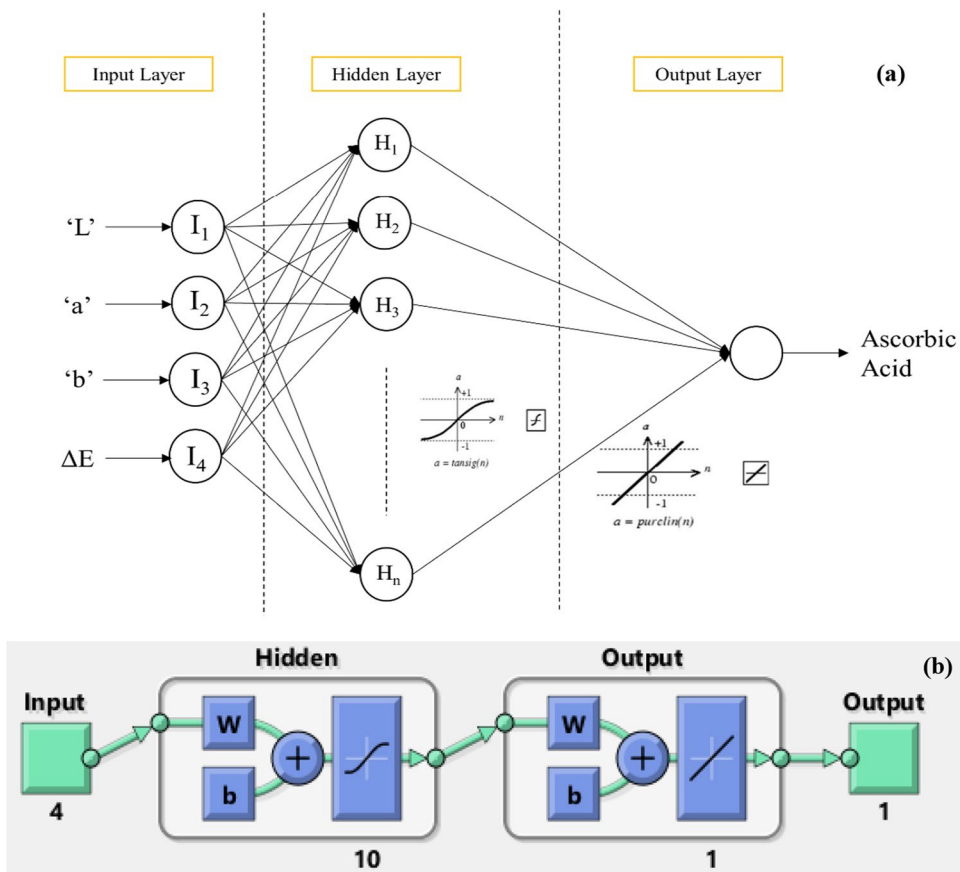 Input Layer
Hidden Layer
Output Layer
(a)
H1
‘L’
I1
H2
‘a’
I2
H3
Ascorbic
Acid
‘b’
I3
a
+1
n
0
-1
a = tansig(n)
ΔE
I4
a
+1
n
0
-1
a = purelin(n)
Hn
Hidden
Output
(b)
Input
W
b
4
10
W
b
1
Output
1